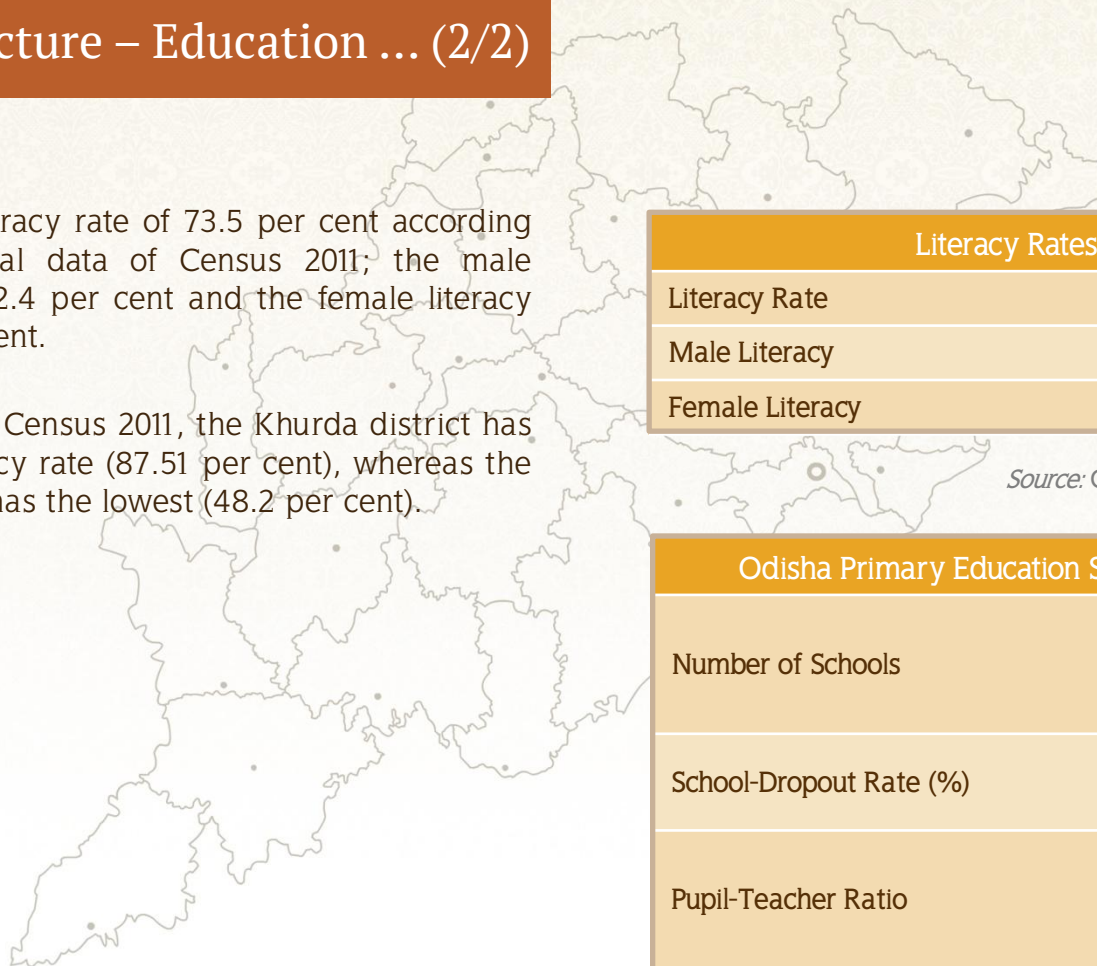 cture – Education … (2/2)
racy rate of 73.5 per cent according
al data of Census 2011; the male
2.4 per cent and the female literacy
ent.
Census 2011, the Khurda district has
cy rate (87.51 per cent), whereas the
as the lowest (48.2 per cent).
Literacy Rates
Literacy Rate
Male Literacy
Female Literacy
Source:
Odisha Primary Education S
Number of Schools
School-Dropout Rate (%)
Pupil-Teacher Ratio